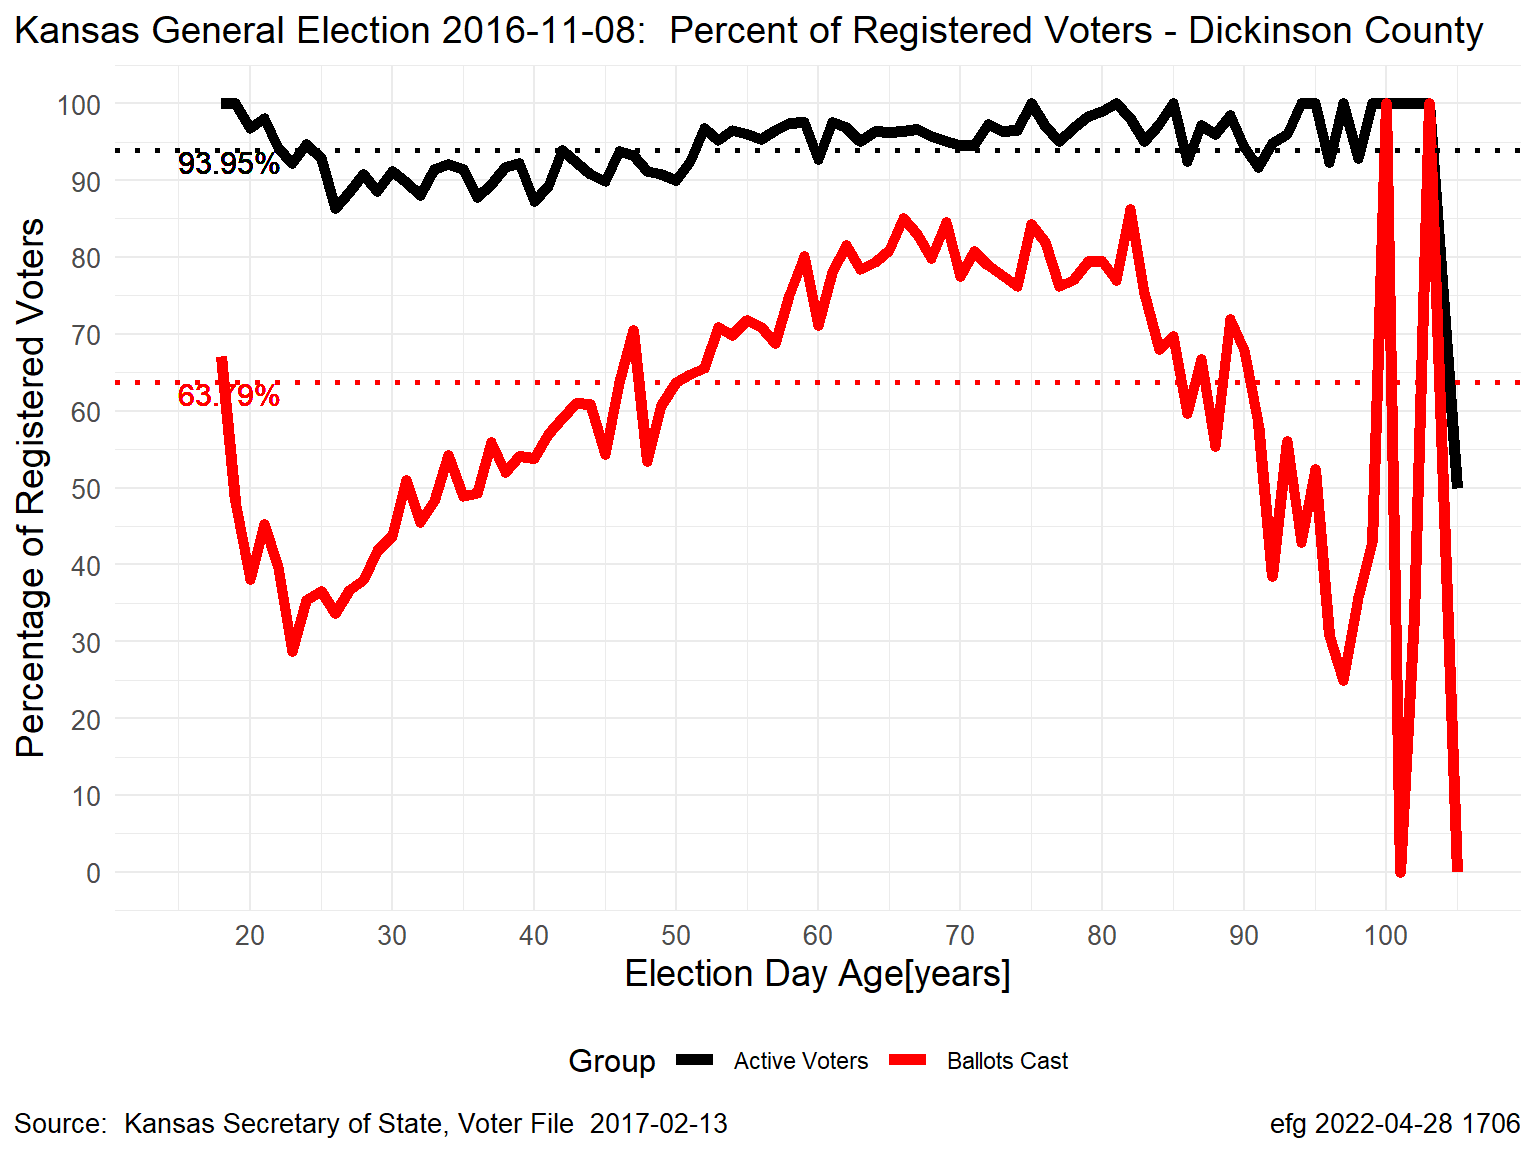 Kansas General Election 2016-11-08:  Percent of Registered Voters - Dickinson County
Percentage of Registered Voters
100
90
80
70
60
50
40
30
20
10
0
93.95%
63.79%
20 30 40 50 60 70 80 90 100
Election Day Age[years]
Group Active Voters Ballots Cast
Source:  Kansas Secretary of State, Voter File  2017-02-13
efg 2022-04-28 1706